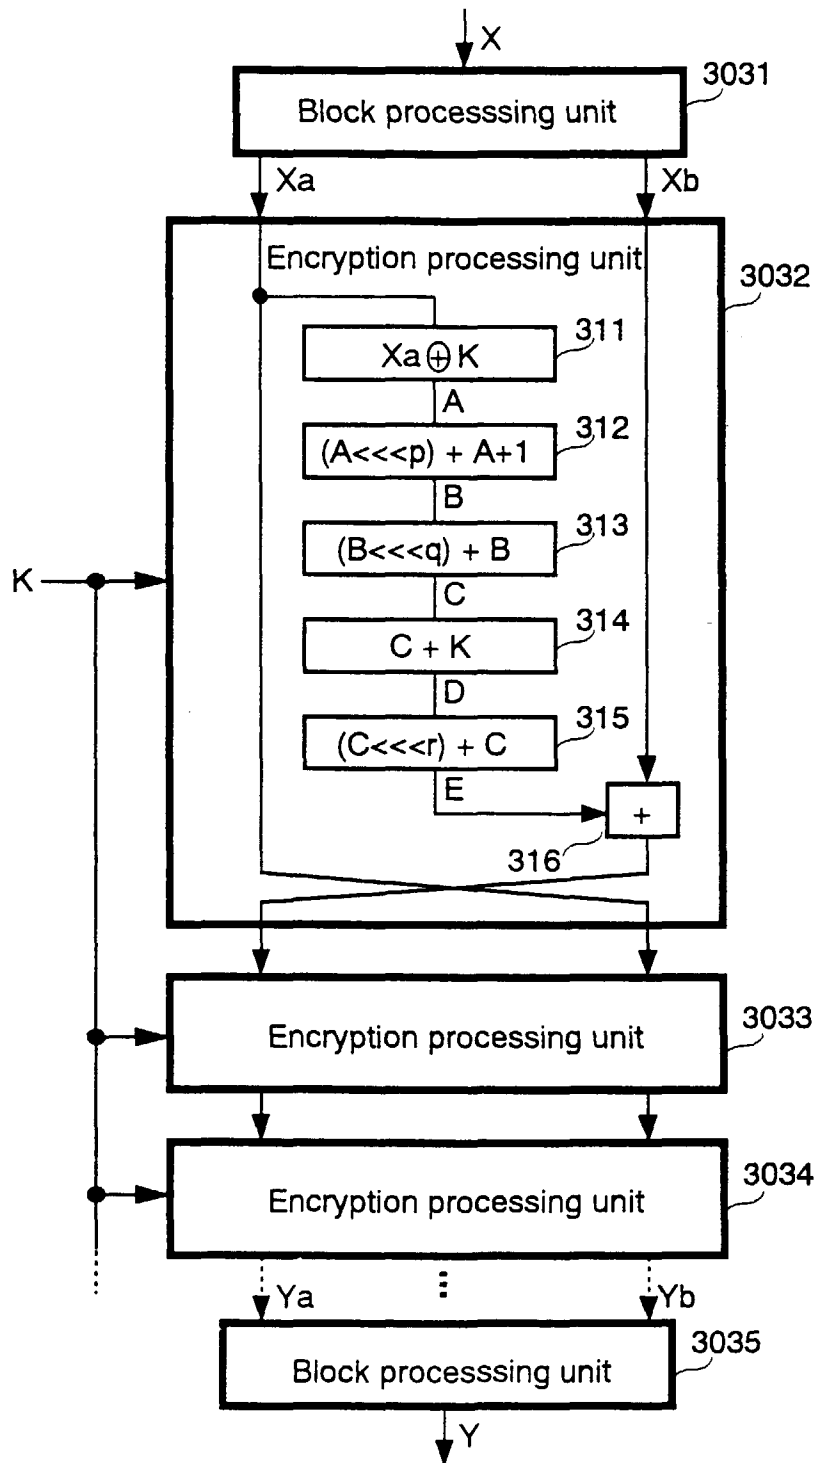 X
3031
Block processsing unit
Xa
Xb
Encryption processing unit
3032
311
Xa ⊕ K
A
312
(A<<<p) + A+1
B
313
(B<<<q) + B
K
C
314
C + K
D
315
(C<<<r) + C
E
+
316
3033
Encryption processing unit
3034
Encryption processing unit
Ya
Yb
3035
Block processsing unit
Y